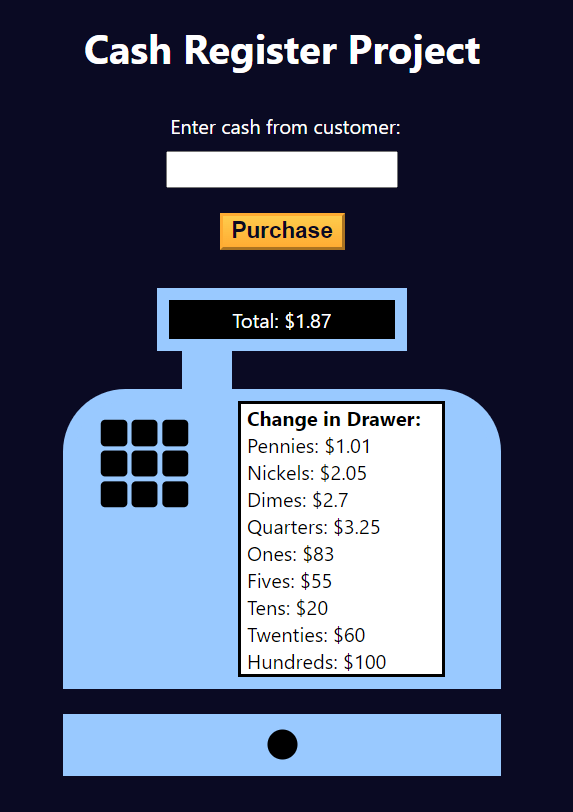 Cash Register Project
Enter cash from customer:
Purchase
Total: $1.87
Change in Drawer:
Pennies: $1.01
Nickels: $2.05
Dimes: $2.7
Quarters: $3.25
Ones: $83
Fives: $55
Tens: $20
Twenties: $60
Hundreds: $100